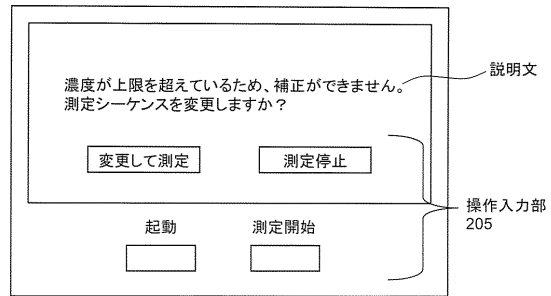 濃度が上限を超えているため、補正ができません。
測定シーケンスを変更しますか？
説明文
変更して測定
測定停止
操作入力部
205
起動
測定開始